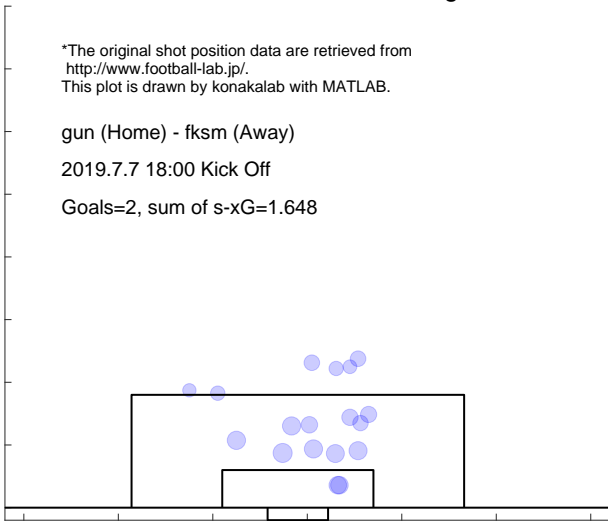 *The original shot position data are retrieved from
http://www.football-lab.jp/.
This plot is drawn by konakalab with MATLAB.
gun (Home) - fksm (Away)
2019.7.7 18:00 Kick Off
Goals=2, sum of s-xG=1.648